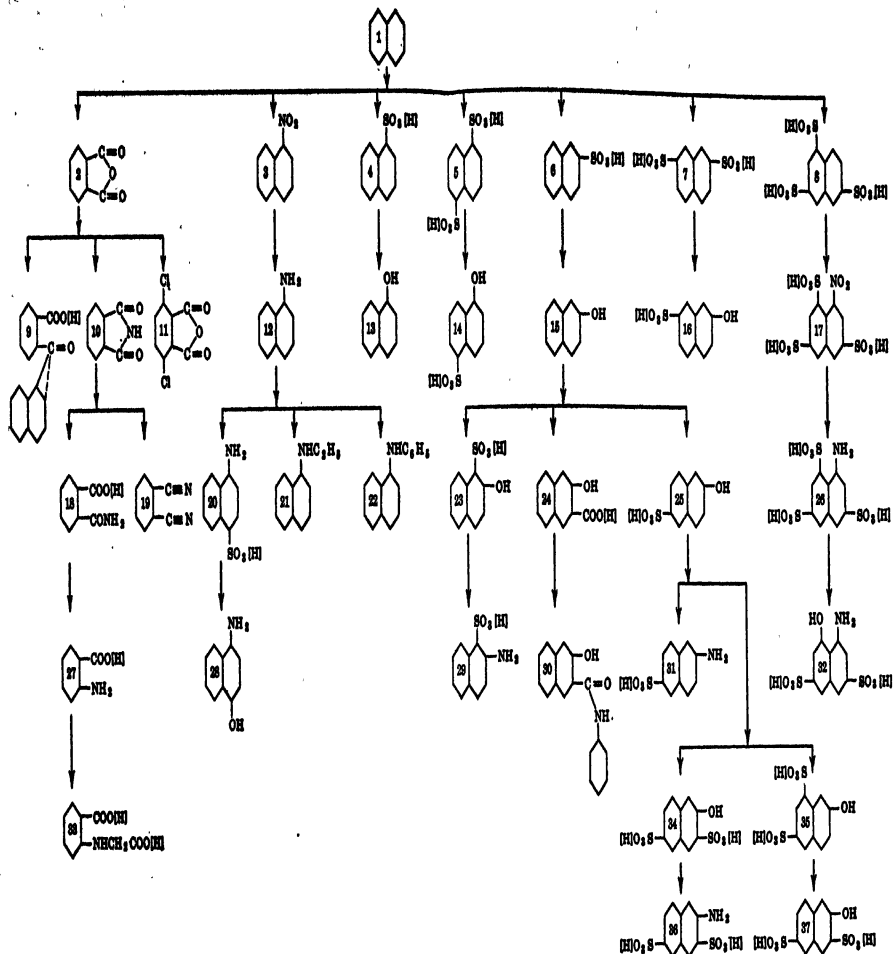 1
NO₂ SO₃[H] SO₃[H] [H]O₃S
C=O O C=O
2 3 4 5 6 SO₃[H] [H]O₃S 7 SO₃[H] [H]O₃S 8 SO₃[H]
[H]O₃S
Cl NH₂ OH OH [H]O₃S NO₂
COO[H] C=O C=O NH C=O C=O O C=O
9 10 11 12 13 14 15 OH [H]O₃S 16 OH [H]O₃S 17 SO₃[H]
Cl [H]O₃S
NH₂ NHC₂H₅ NHC₆H₅ SO₃[H] [H]O₃S NH₂
18 COO[H] CONH₂ 19 C≡N C≡N 20 21 22 23 OH 24 OH COO[H] [H]O₃S 25 OH [H]O₃S 26 SO₃[H]
SO₃[H]
NH₂ SO₃[H] HO NH₂
27 COO[H] NH₂ 28 29 NH₂ 30 OH C=O [H]O₃S 31 NH₂ [H]O₃S 32 SO₃[H]
OH NH
[H]O₃S
33 COO[H] NHCH₂COO[H] [H]O₃S 34 OH SO₃[H] [H]O₃S 35 OH
[H]O₃S 36 NH₂ SO₃[H] [H]O₃S 37 OH SO₃[H]